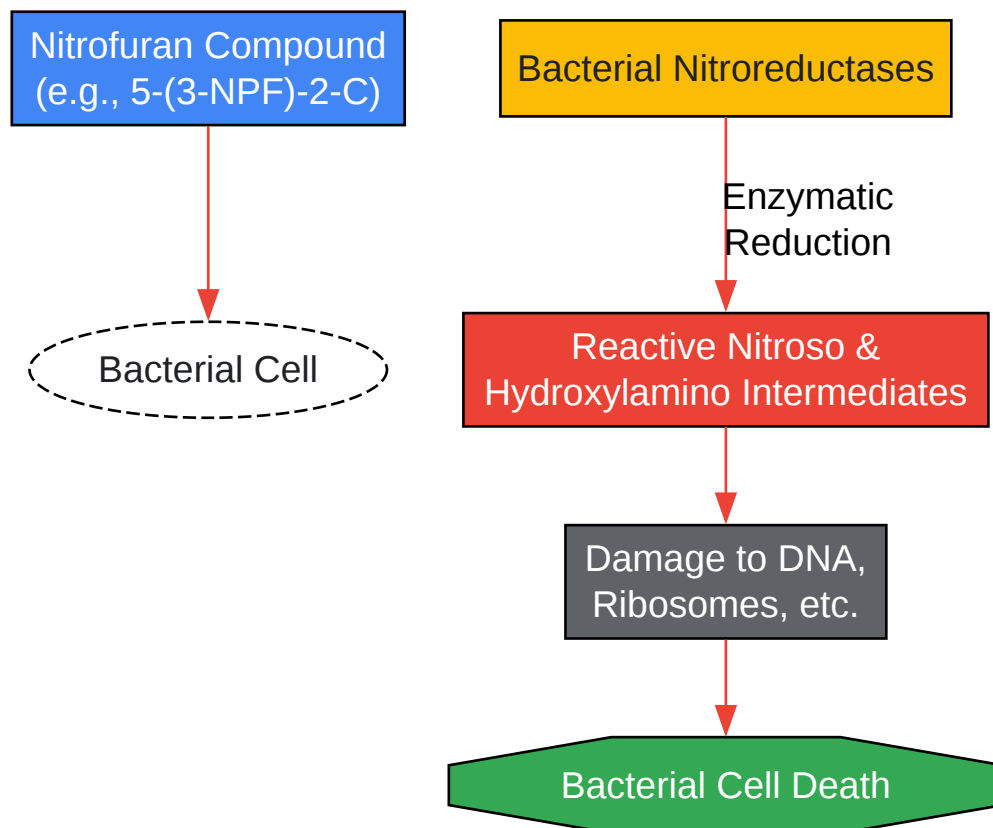 Nitrofuran Compound
(e.g., 5-(3-NPF)-2-C)
Bacterial Cell
Bacterial Nitroreductases
Enzymatic
Reduction
Reactive Nitroso &
Hydroxylamino Intermediates
Damage to DNA,
Ribosomes, etc.
Bacterial Cell Death